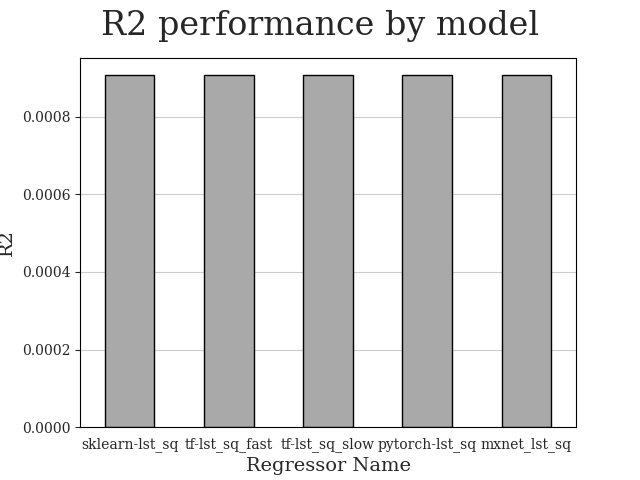 R2 performance by model
0.0008
0.0006
0.0004
0.0002
0.0000
R2
sklearn-lst_sq tf-lst_sq_fast tf-lst_sq_slow pytorch-lst_sq mxnet_lst_sq
Regressor Name